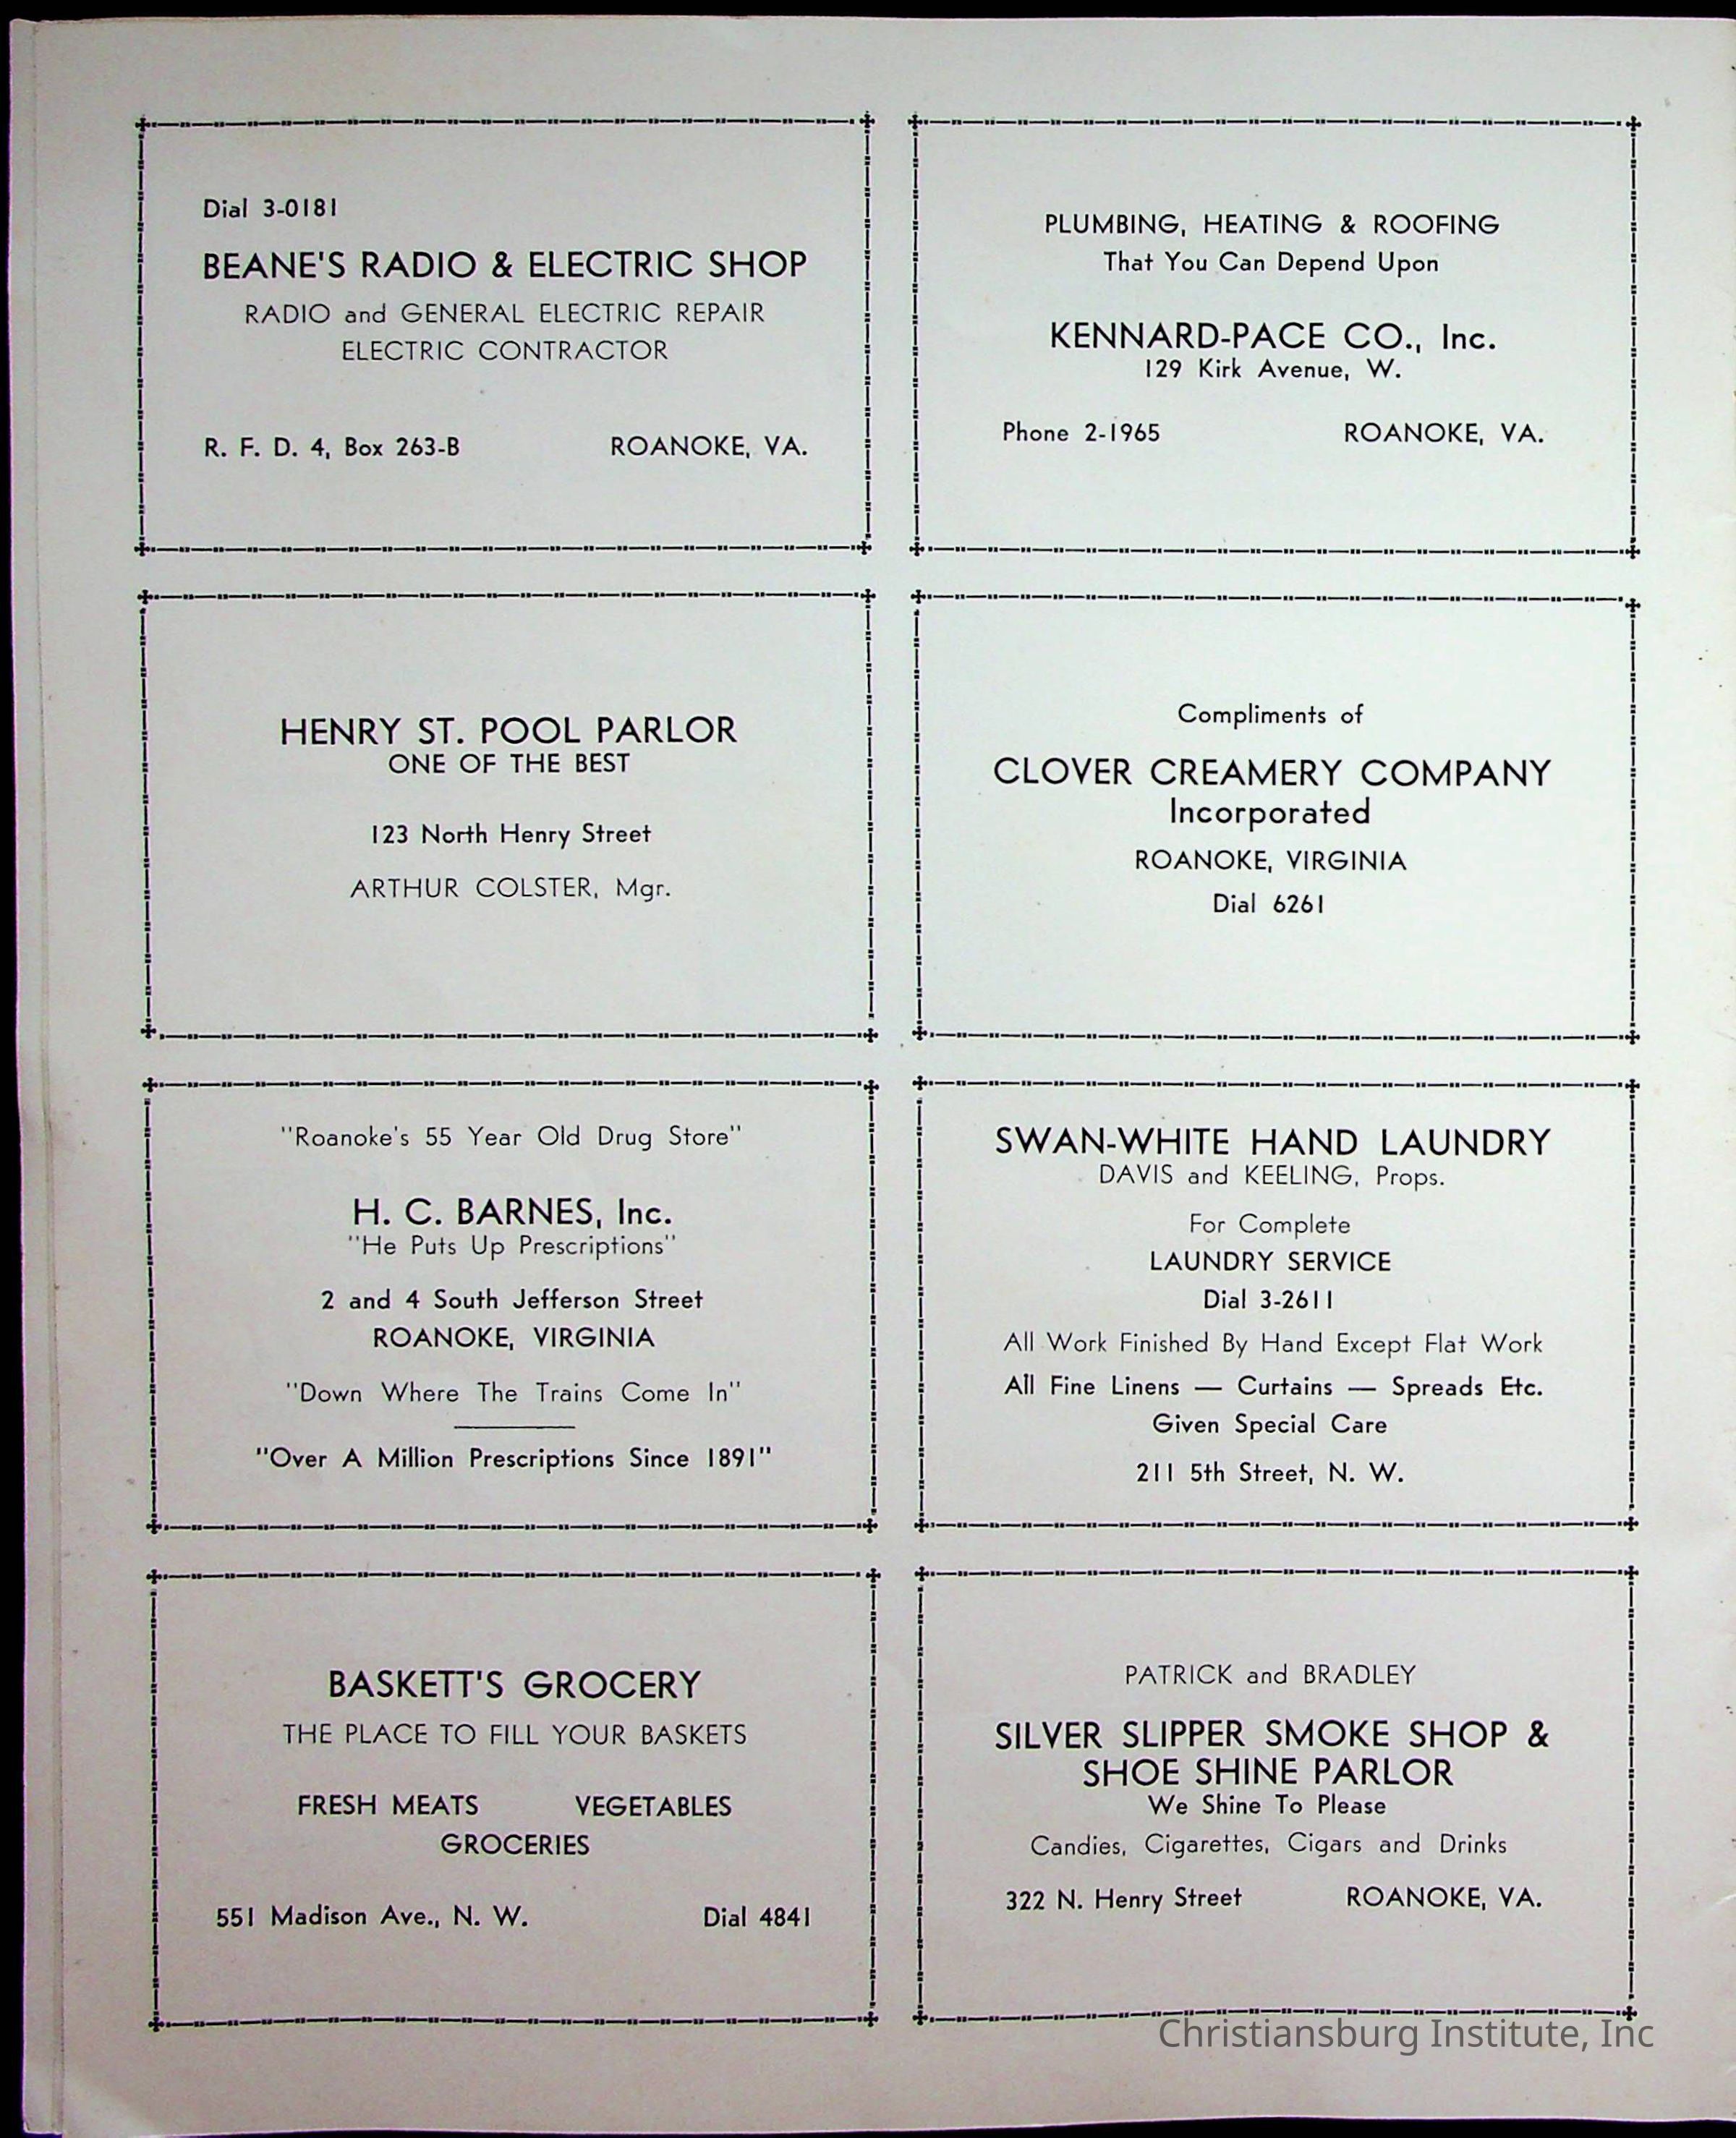 Dial 3-0181
BEANE'S RADIO & ELECTRIC SHOP
RADIO and GENERAL ELECTRIC REPAIR
ELECTRIC CONTRACTOR
R. F. D. 4, Box 263-B ROANOKE, VA.
PLUMBING, HEATING & ROOFING
That You Can Depend Upon
KENNARD-PACE CO., Inc.
129 Kirk Avenue, W.
Phone 2-1965 ROANOKE, VA.
HENRY ST. POOL PARLOR
ONE OF THE BEST
123 North Henry Street
ARTHUR COLSTER, Mgr.
Compliments of
CLOVER CREAMERY COMPANY
Incorporated
ROANOKE, VIRGINIA
Dial 6261
"Roanoke's 55 Year Old Drug Store"
H. C. BARNES, Inc.
"He Puts Up Prescriptions"
2 and 4 South Jefferson Street
ROANOKE, VIRGINIA
"Down Where The Trains Come In"
"Over A Million Prescriptions Since 1891"
SWAN-WHITE HAND LAUNDRY
DAVIS and KEELING, Props.
For Complete
LAUNDRY SERVICE
Dial 3-2611
All Work Finished By Hand Except Flat Work
All Fine Linens — Curtains — Spreads Etc.
Given Special Care
211 5th Street, N. W.
BASKETT'S GROCERY
THE PLACE TO FILL YOUR BASKETS
FRESH MEATS VEGETABLES
GROCERIES
551 Madison Ave., N. W. Dial 4841
PATRICK and BRADLEY
SILVER SLIPPER SMOKE SHOP &
SHOE SHINE PARLOR
We Shine To Please
Candies, Cigarettes, Cigars and Drinks
322 N. Henry Street ROANOKE, VA.
Christiansburg Institute, Inc